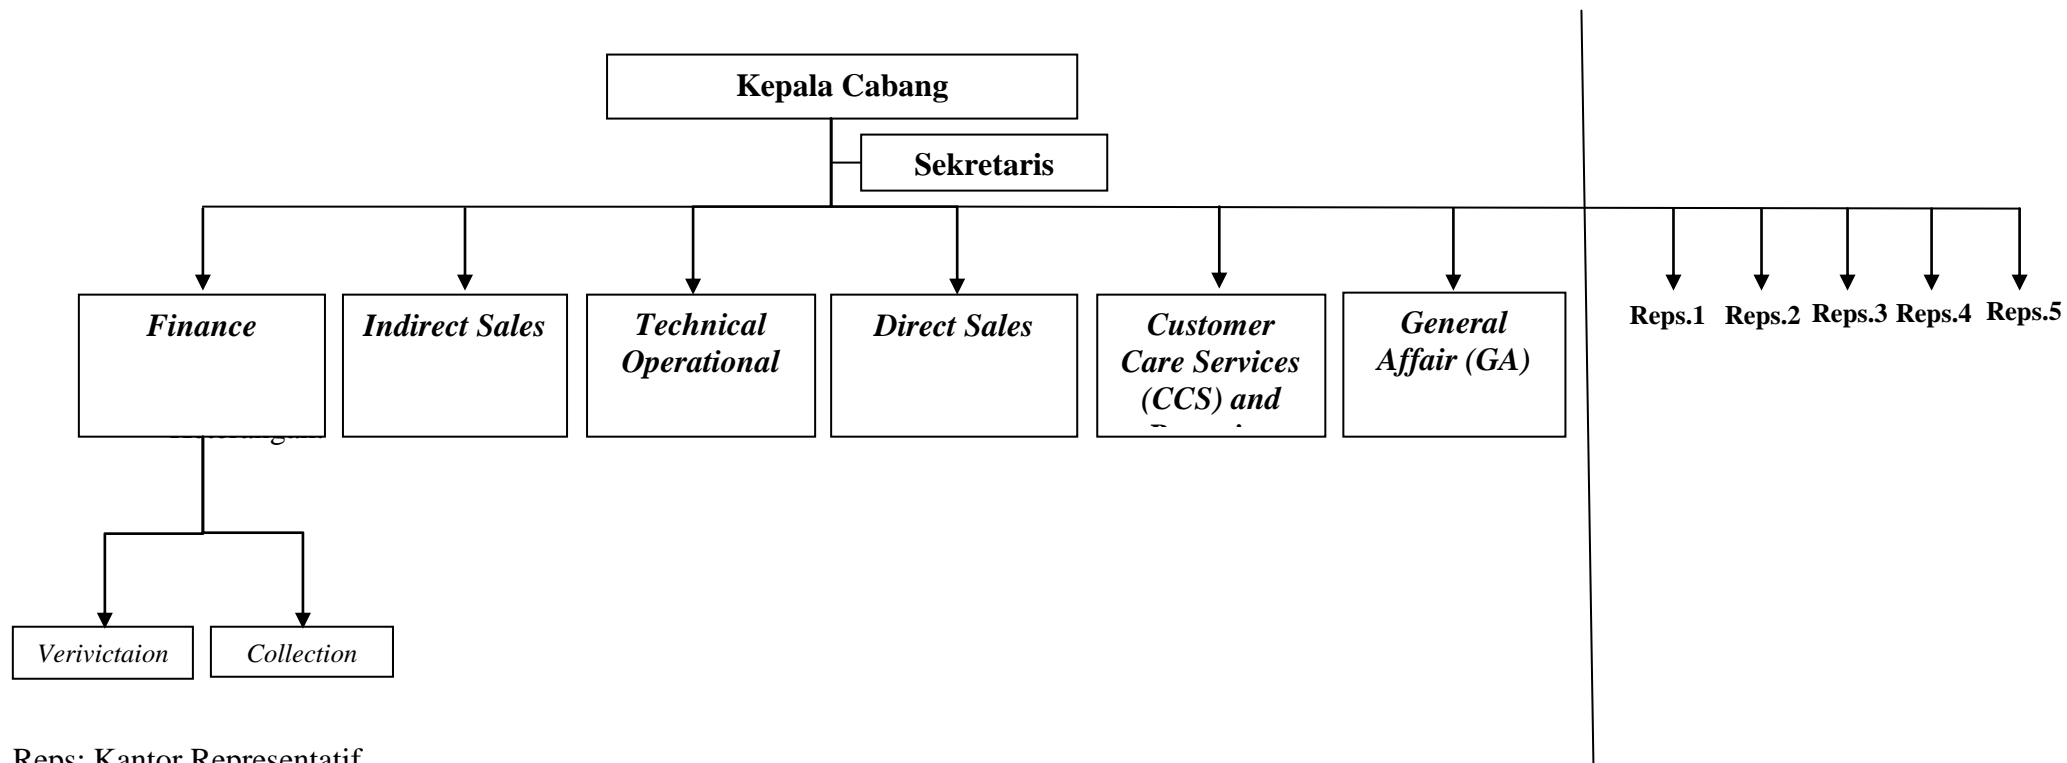 Kepala Cabang
Sekretaris
Finance
Indirect Sales
Technical
Operational
Direct Sales
Customer
Care Services
(CCS) and
General
Affair (GA)
Reps.1
Reps.2
Reps.3
Reps.4
Reps.5
Verivictaion
Collection
Reps: Kantor Representatif